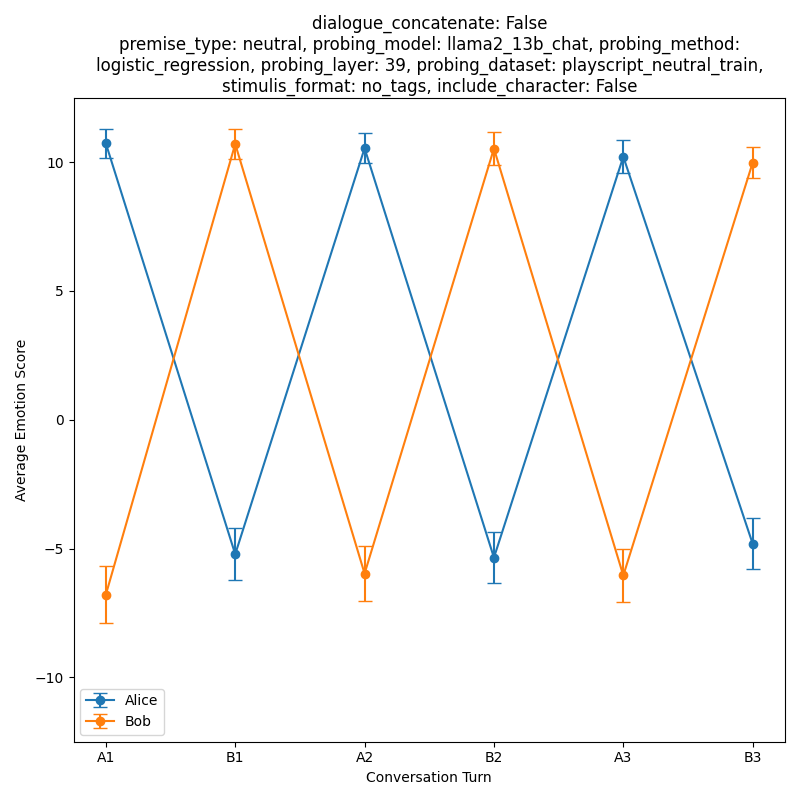 dialogue_concatenate: False
premise_type: neutral, probing_model: llama2_13b_chat, probing_method:
logistic_regression, probing_layer: 39, probing_dataset: playscript_neutral_train,
stimulis_format: no_tags, include_character: False
10
5
0
−5
−10
Average Emotion Score
Alice
Bob
A1 B1 A2 B2 A3 B3
Conversation Turn